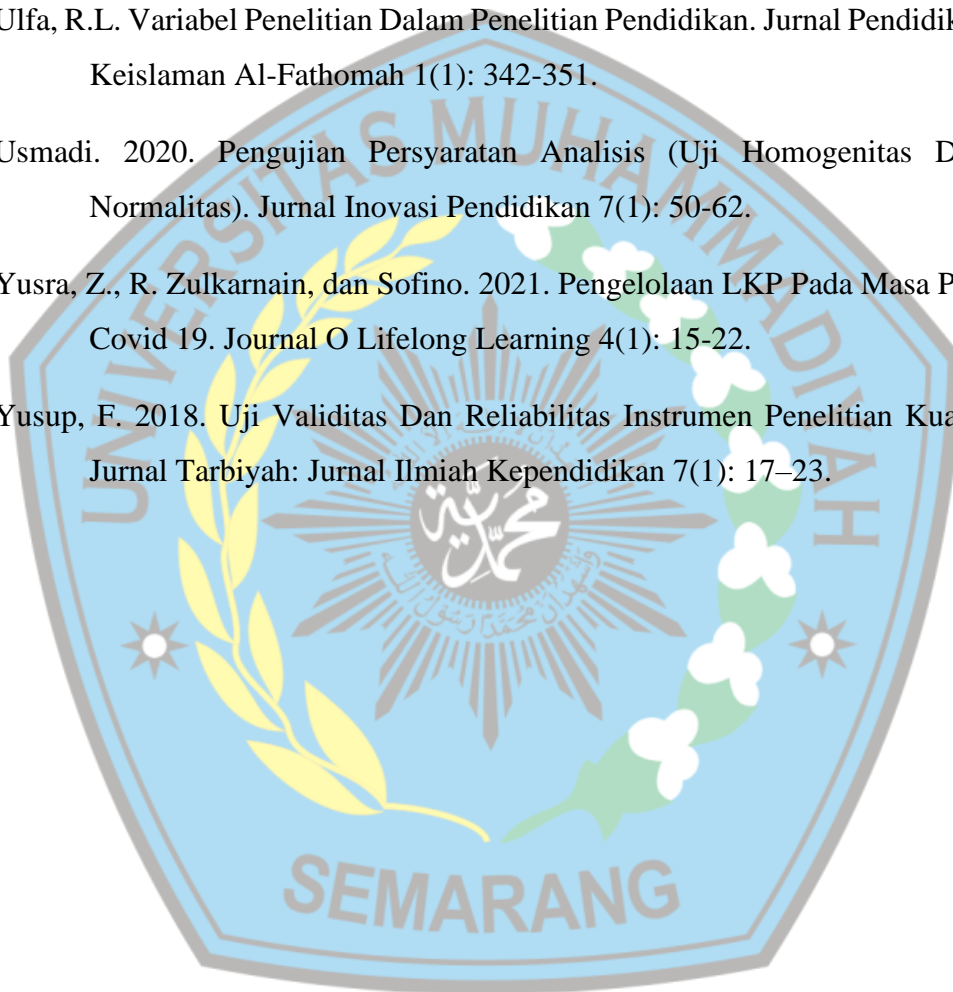 Ulfa, R.L. Variabel Penelitian Dalam Penelitian Pendidikan. Jurnal Pendidik
Keislaman Al-Fathomah 1(1): 342-351.
Usmadi. 2020. Pengujian Persyaratan Analisis (Uji Homogenitas D
Normalitas). Jurnal Inovasi Pendidikan 7(1): 50-62.
Yusra, Z., R. Zulkarnain, dan Sofino. 2021. Pengelolaan LKP Pada Masa P
Covid 19. Journal O Lifelong Learning 4(1): 15-22.
Yusup, F. 2018. Uji Validitas Dan Reliabilitas Instrumen Penelitian Kua
Jurnal Tarbiyah: Jurnal Ilmiah Kependidikan 7(1): 17–23.
UNIVERSITAS MUHAMMADIYAH
محمد
SEMARANG